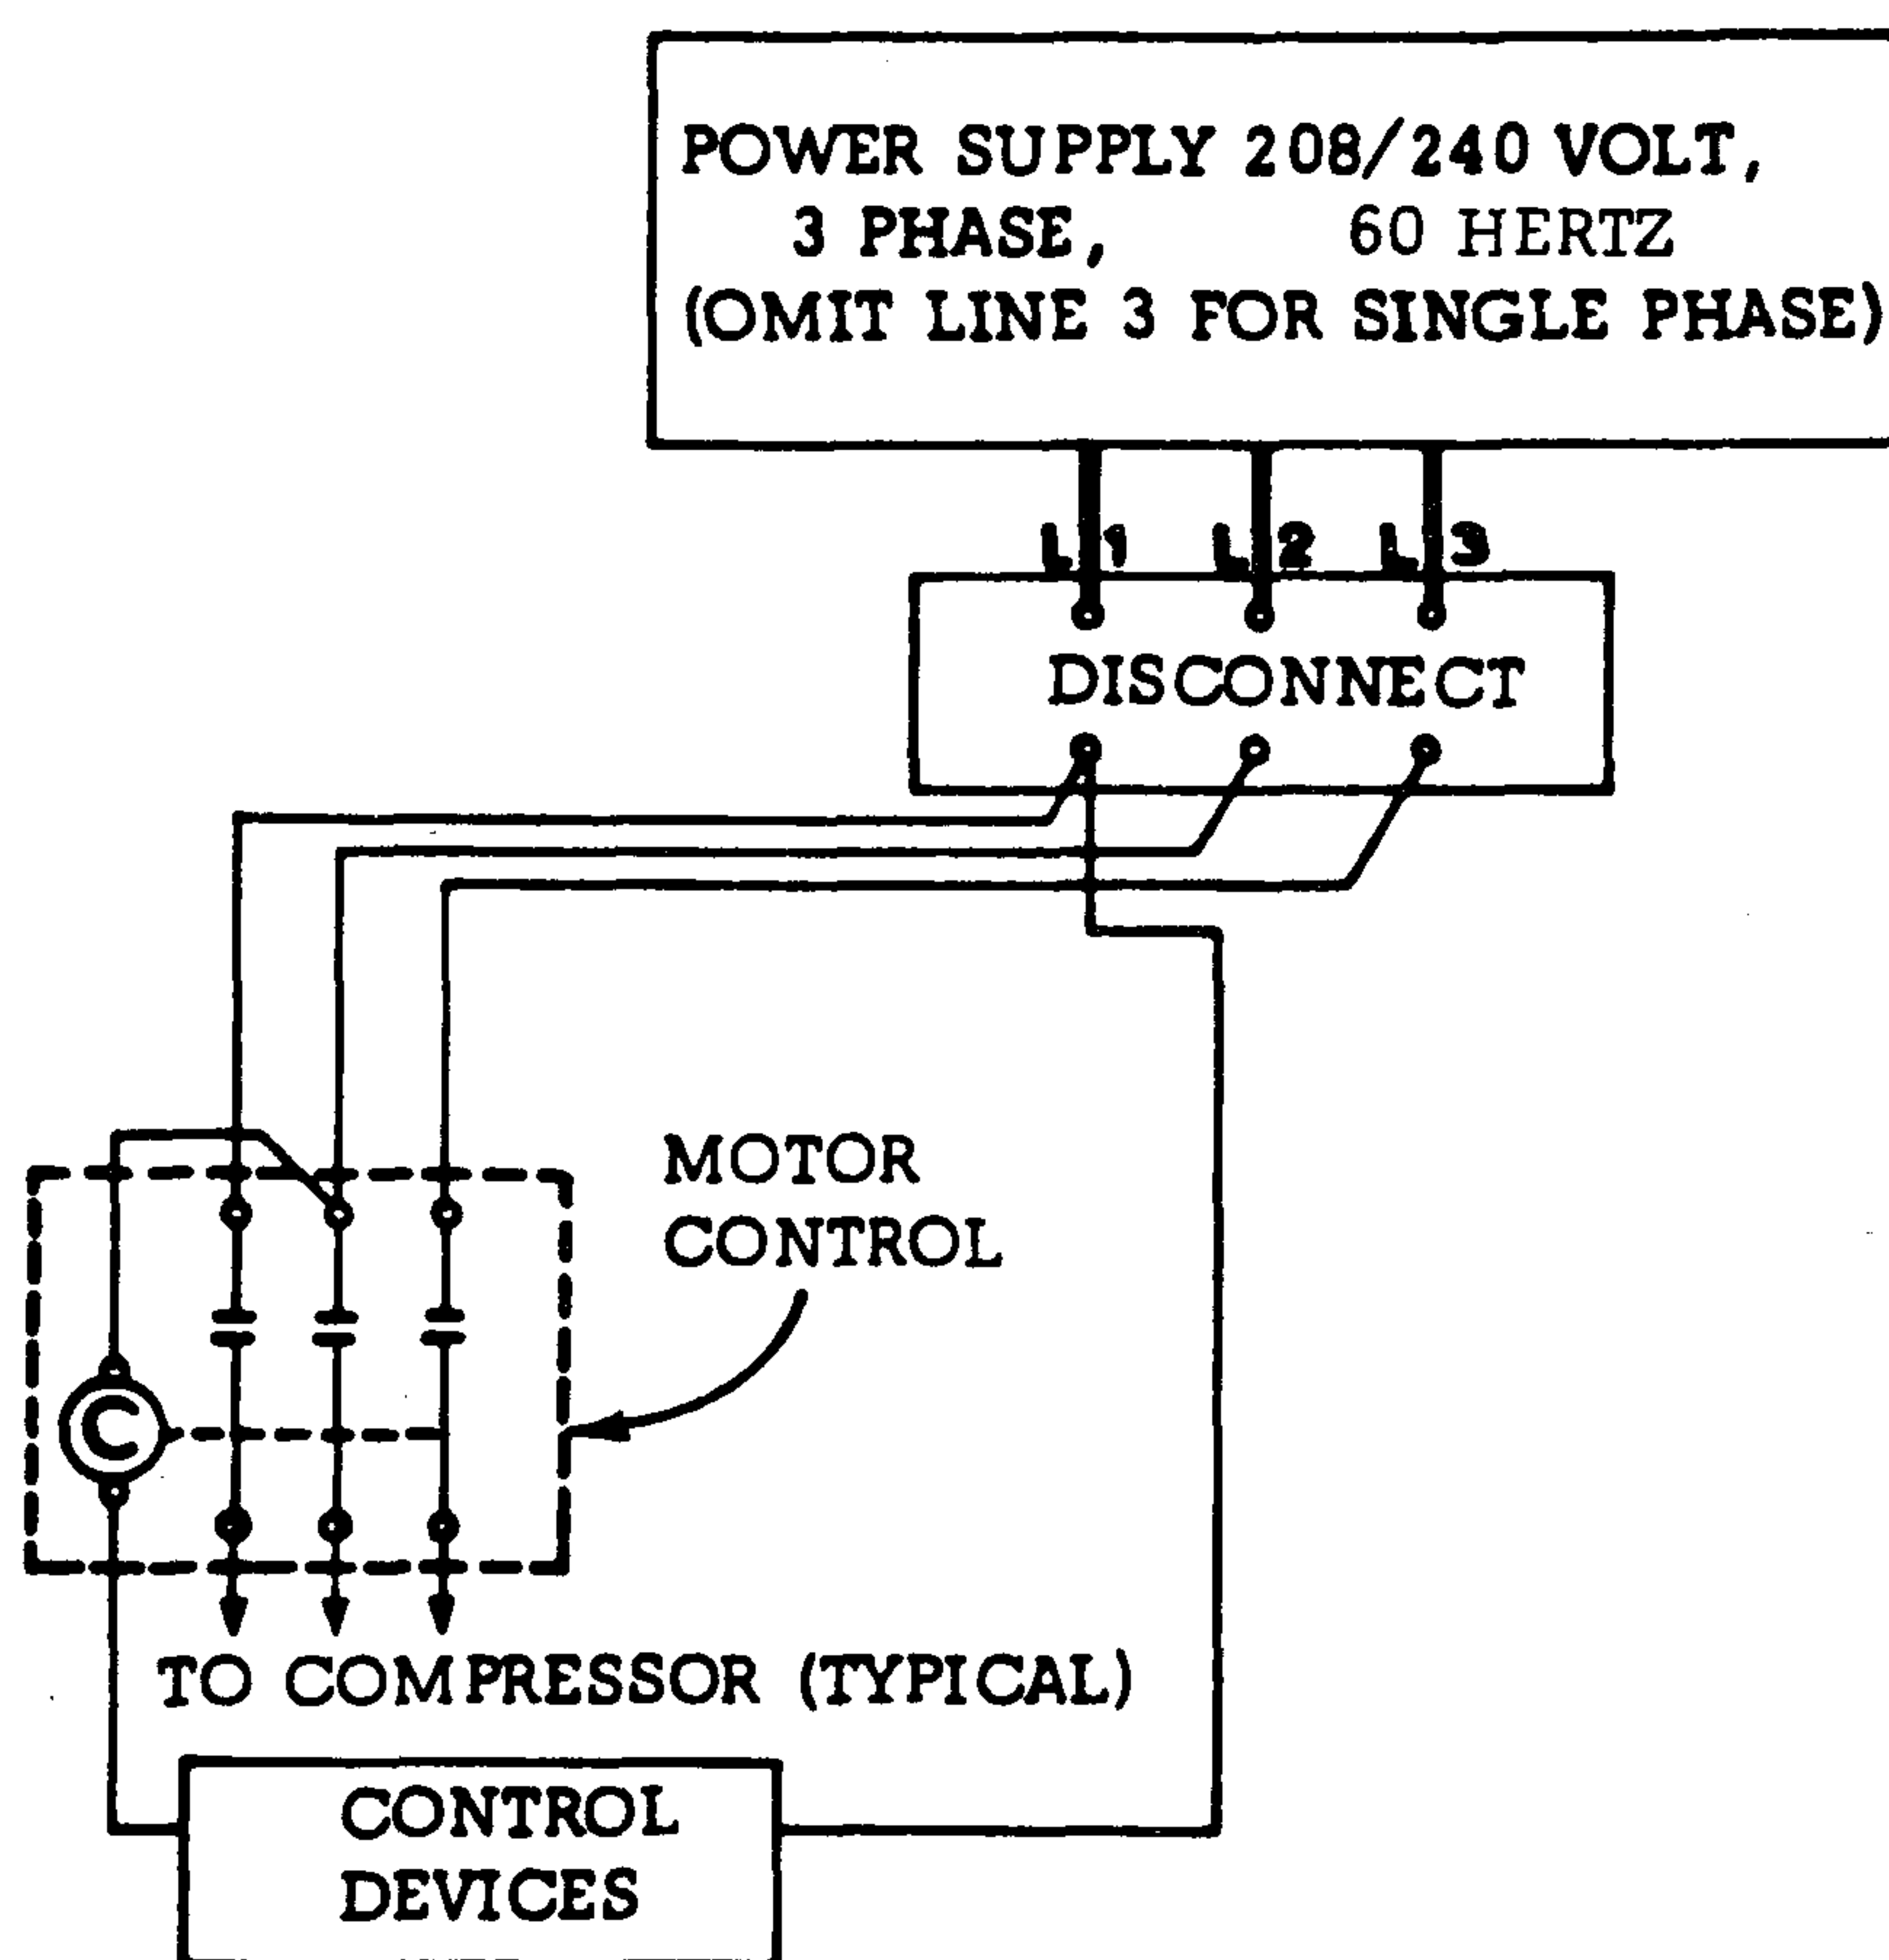 POWER SUPPLY 208/240 VOLT,
3 PHASE, 60 HERTZ
(OMIT LINE 3 FOR SINGLE PHASE)
L1 L2 L3
DISCONNECT
MOTOR
CONTROL
C
TO COMPRESSOR (TYPICAL)
CONTROL
DEVICES